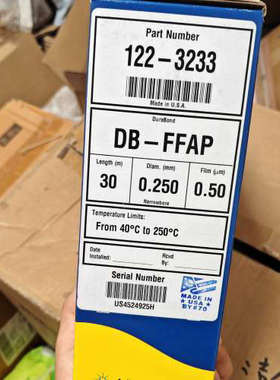 Part Number
122-3233
Made in U.S.A.
DuraBond
DB-FFAP
Length (m) Diam. (mm) Film (µm)
30 0.250 0.50
Narrowbore
Temperature Limits:
From 40°C to 250°C
Date Installed: Rcvd By:
Serial Number
US4524925H
MADE IN
U S A